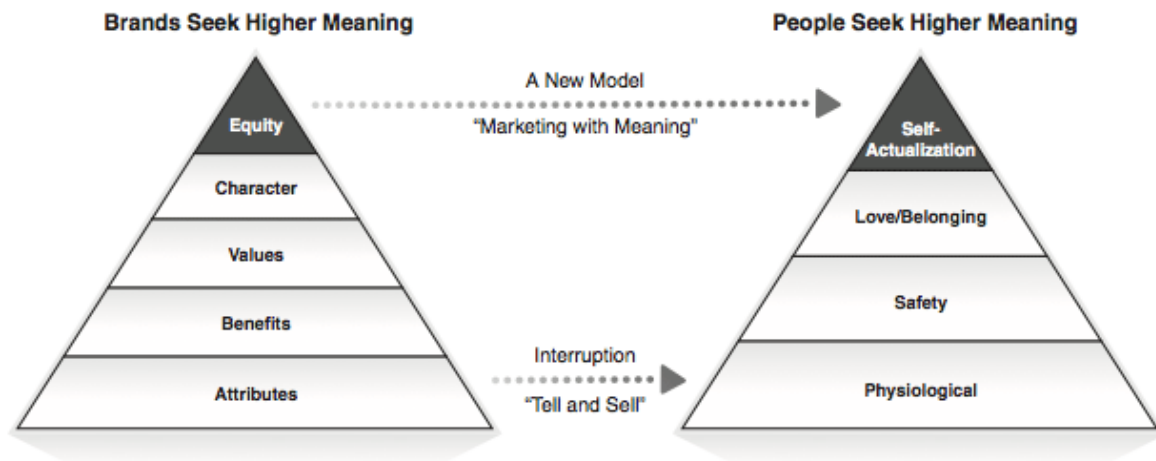 Brands Seek Higher Meaning
People Seek Higher Meaning
A New Model
“Marketing with Meaning”
Equity
Character
Values
Benefits
Attributes
Interruption
“Tell and Sell”
Self-
Actualization
Love/Belonging
Safety
Physiological